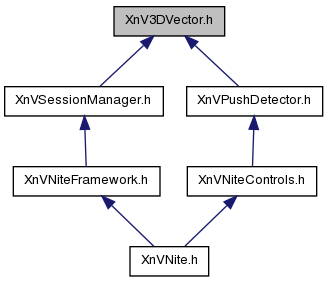 XnV3DVector.h
XnVSessionManager.h
XnVPushDetector.h
XnVNiteFramework.h
XnVNiteControls.h
XnVNite.h